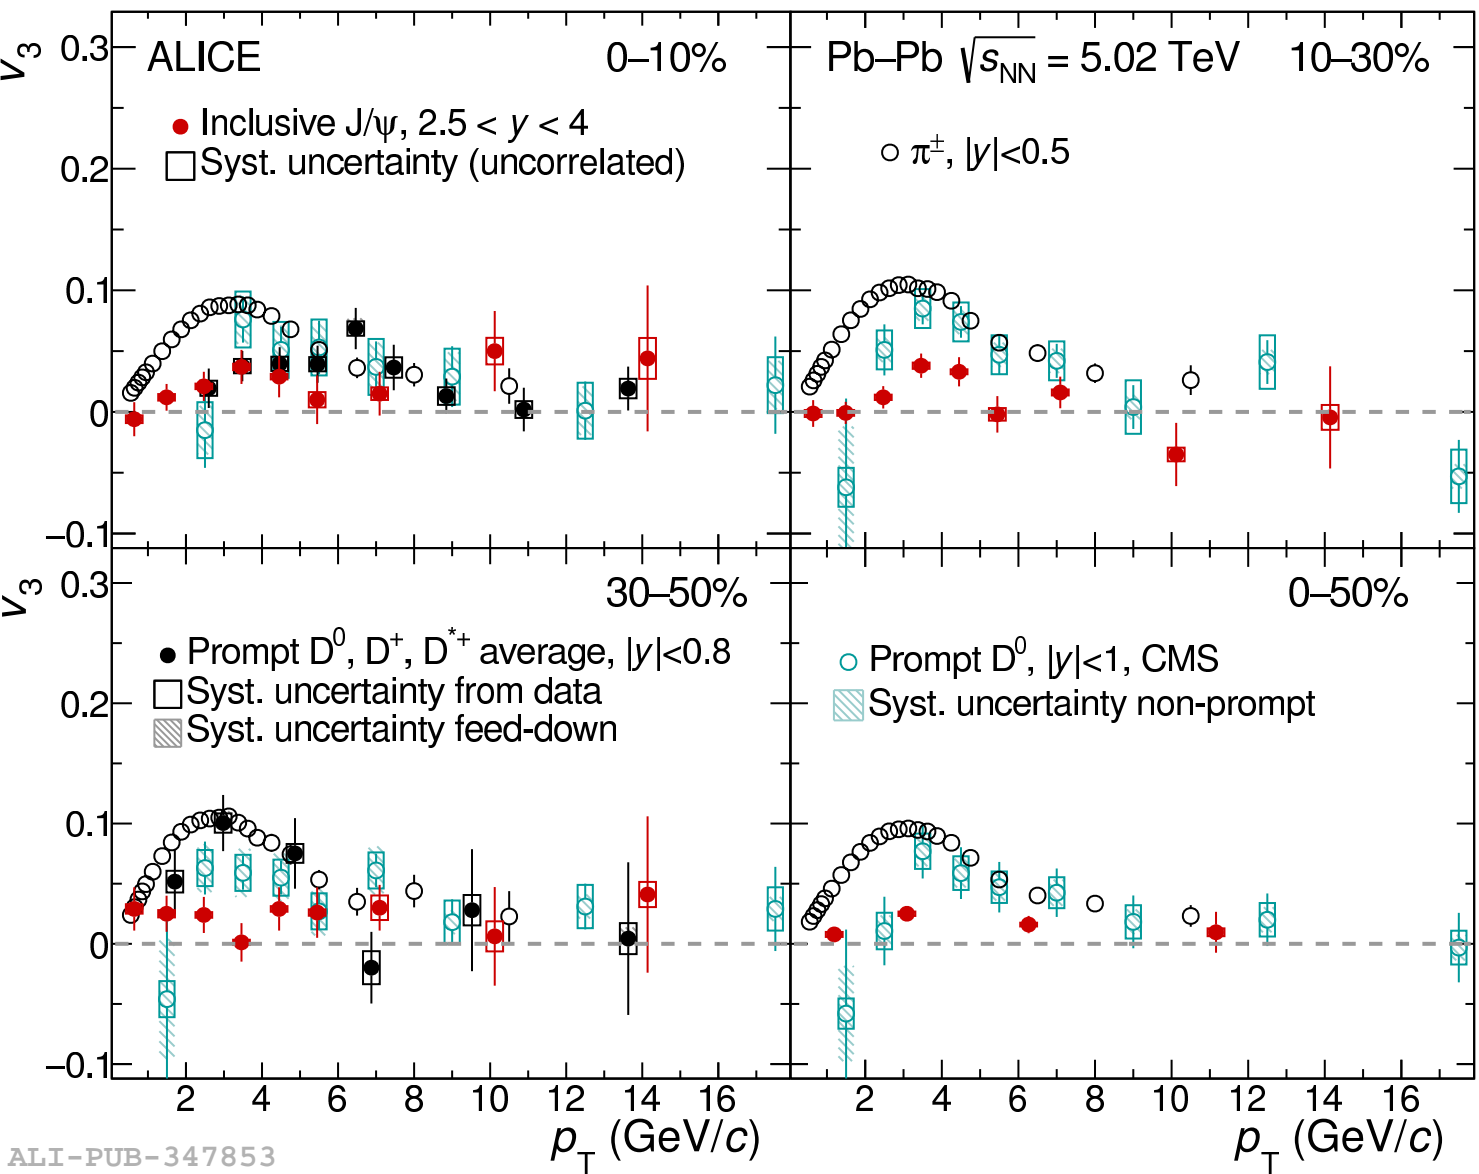 v3
0.3
0.2
0.1
0
−0.1
ALICE
0–10%
Inclusive J/ψ, 2.5 < y < 4
Syst. uncertainty (uncorrelated)
Pb–Pb √sNN = 5.02 TeV
10–30%
π±, |y|<0.5
v3
0.3
0.2
0.1
0
−0.1
30–50%
Prompt D0, D+, D*+ average, |y|<0.8
Syst. uncertainty from data
Syst. uncertainty feed-down
0–50%
Prompt D0, |y|<1, CMS
Syst. uncertainty non-prompt
2 4 6 8 10 12 14 16
2 4 6 8 10 12 14 16
pT (GeV/c)
pT (GeV/c)
ALI-PUB-347853